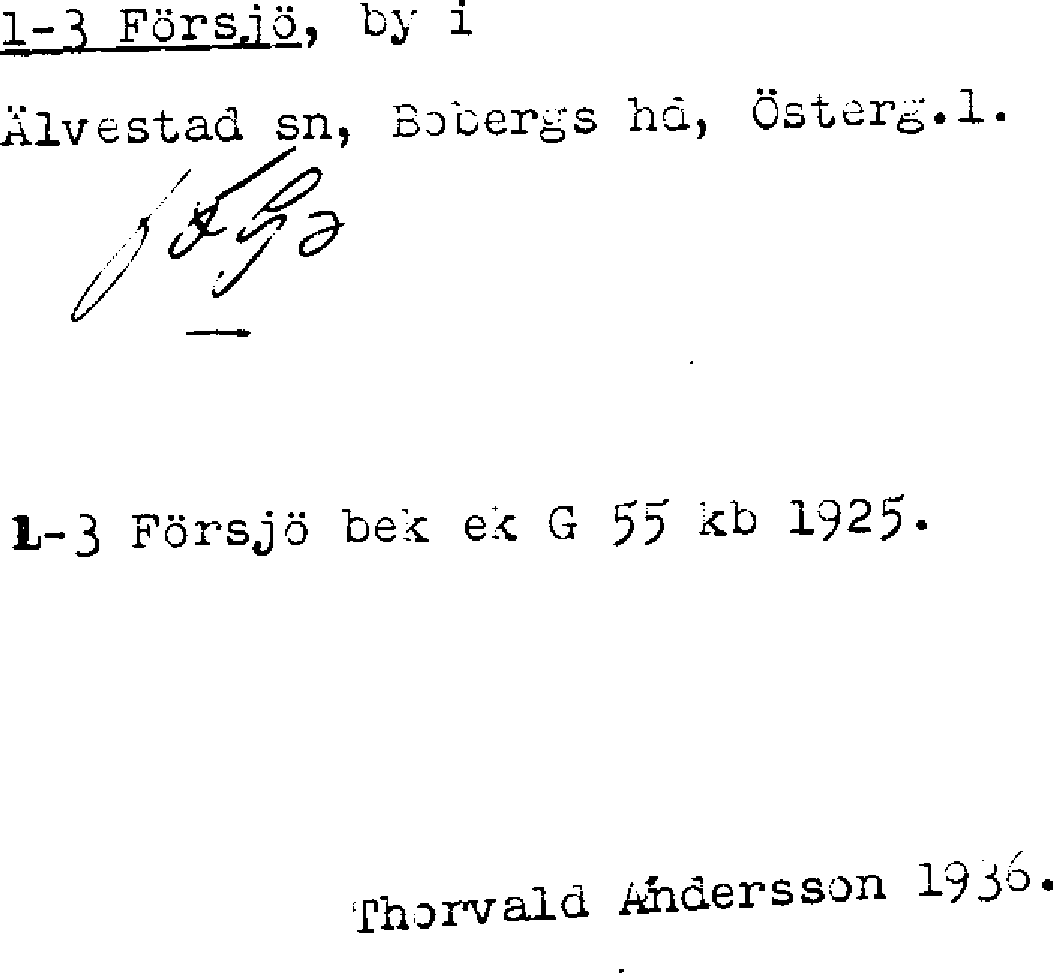 1-3 Försjö, by i
Älvestad sn, Bobergs hd, Österg.l.
1-3 Försjö bek ek G 55 kb 1925.
Thorvald Andersson 1936.